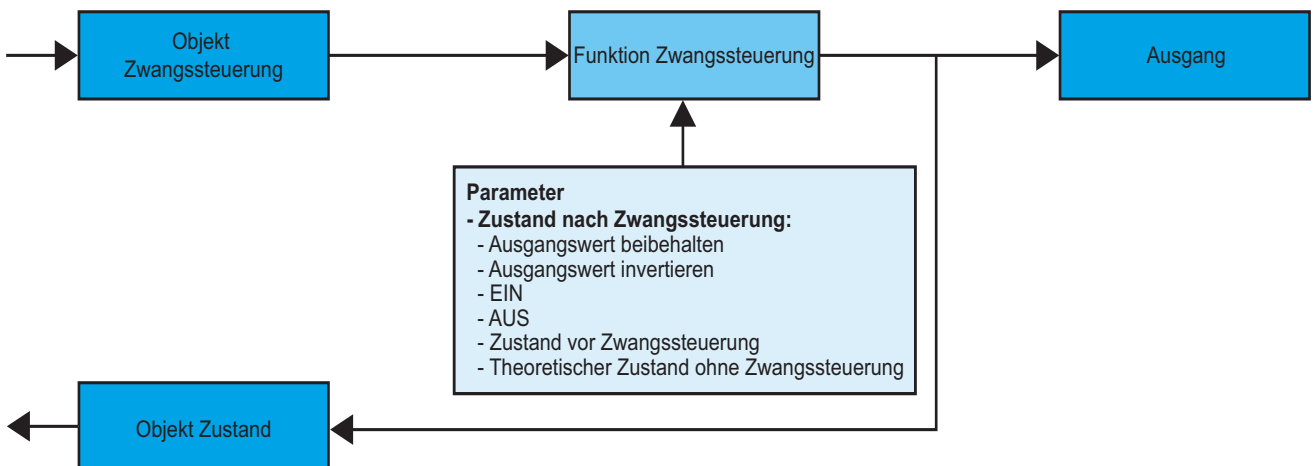 Objekt
Zwangssteuerung
Funktion Zwangssteuerung
Ausgang
Parameter
- Zustand nach Zwangssteuerung:
- Ausgangswert beibehalten
- Ausgangswert invertieren
- EIN
- AUS
- Zustand vor Zwangssteuerung
- Theoretischer Zustand ohne Zwangssteuerung
Objekt Zustand